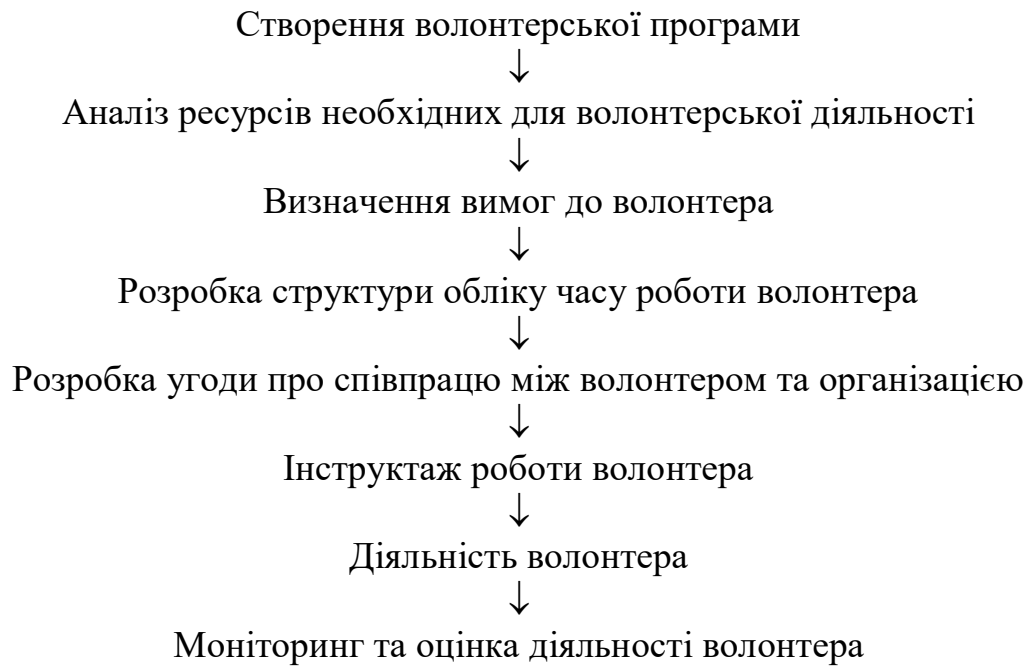 Створення волонтерської програми
↓
Аналіз ресурсів необхідних для волонтерської діяльності
↓
Визначення вимог до волонтера
↓
Розробка структури обліку часу роботи волонтера
↓
Розробка угоди про співпрацю між волонтером та організацією
↓
Інструктаж роботи волонтера
↓
Діяльність волонтера
↓
Моніторинг та оцінка діяльності волонтера